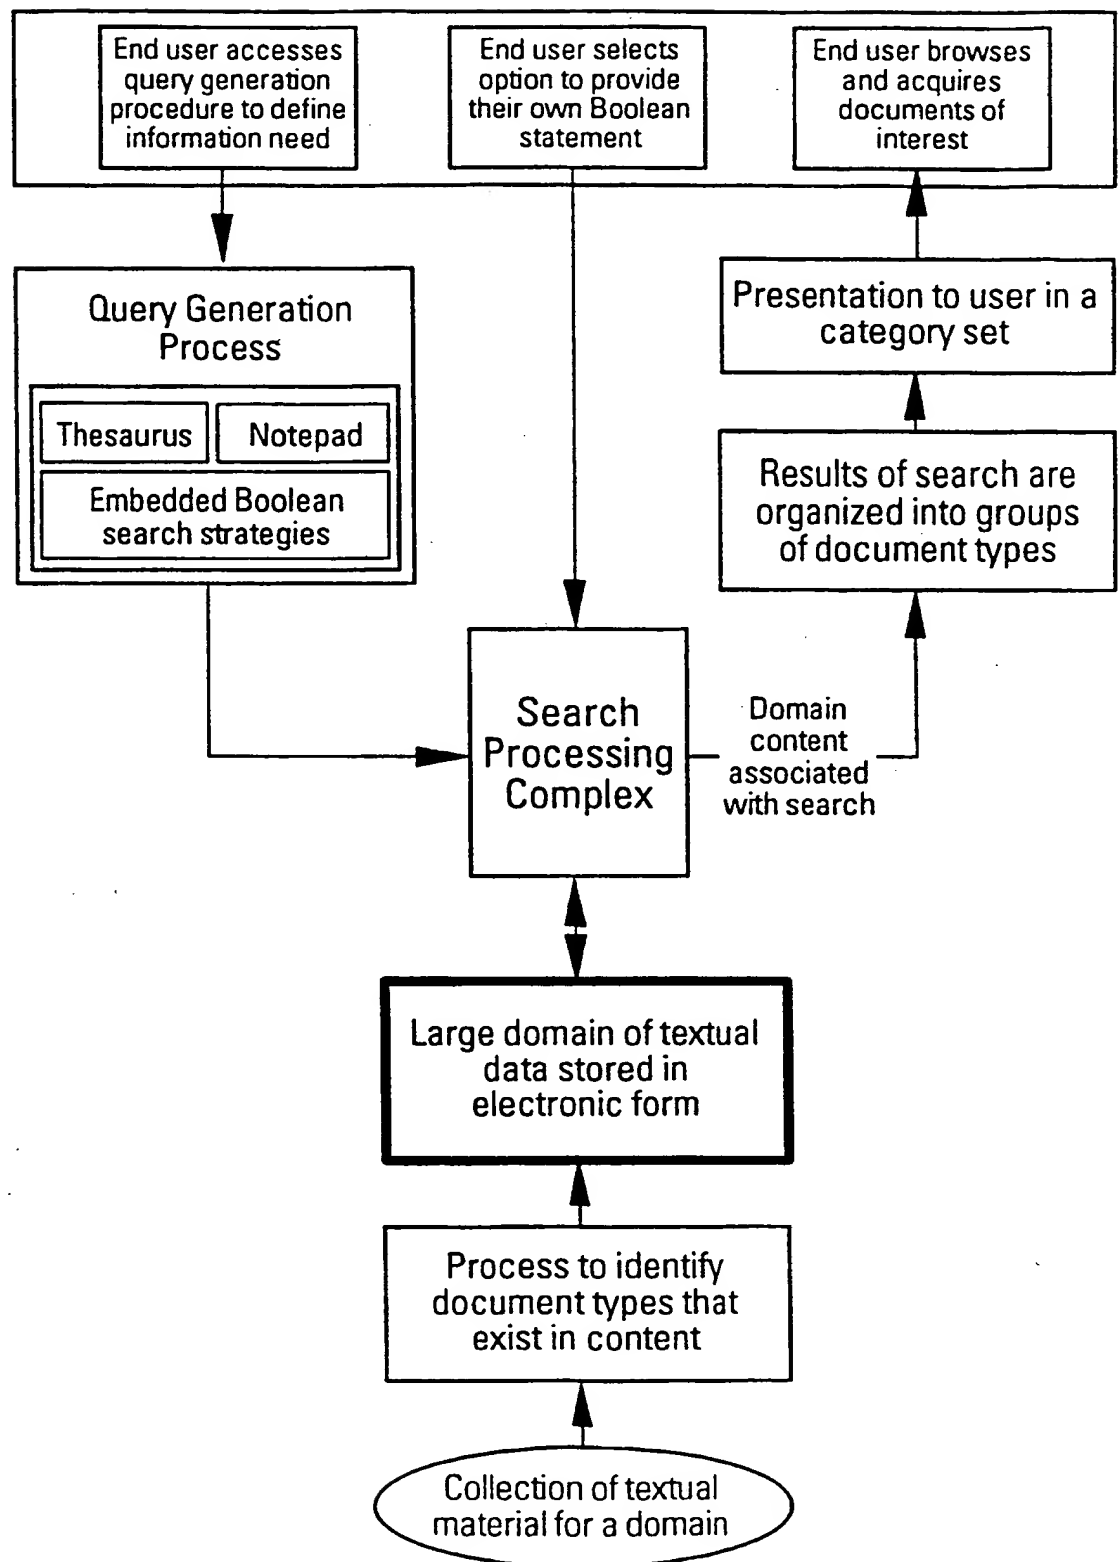 End user accesses
query generation
procedure to define
information need
End user selects
option to provide
their own Boolean
statement
End user browses
and acquires
documents of
interest
Query Generation
Process
Thesaurus
Notepad
Embedded Boolean
search strategies
Presentation to user in a
category set
Results of search are
organized into groups
of document types
Search
Processing
Complex
Domain
content
associated
with search
Large domain of textual
data stored in
electronic form
Process to identify
document types that
exist in content
Collection of textual
material for a domain